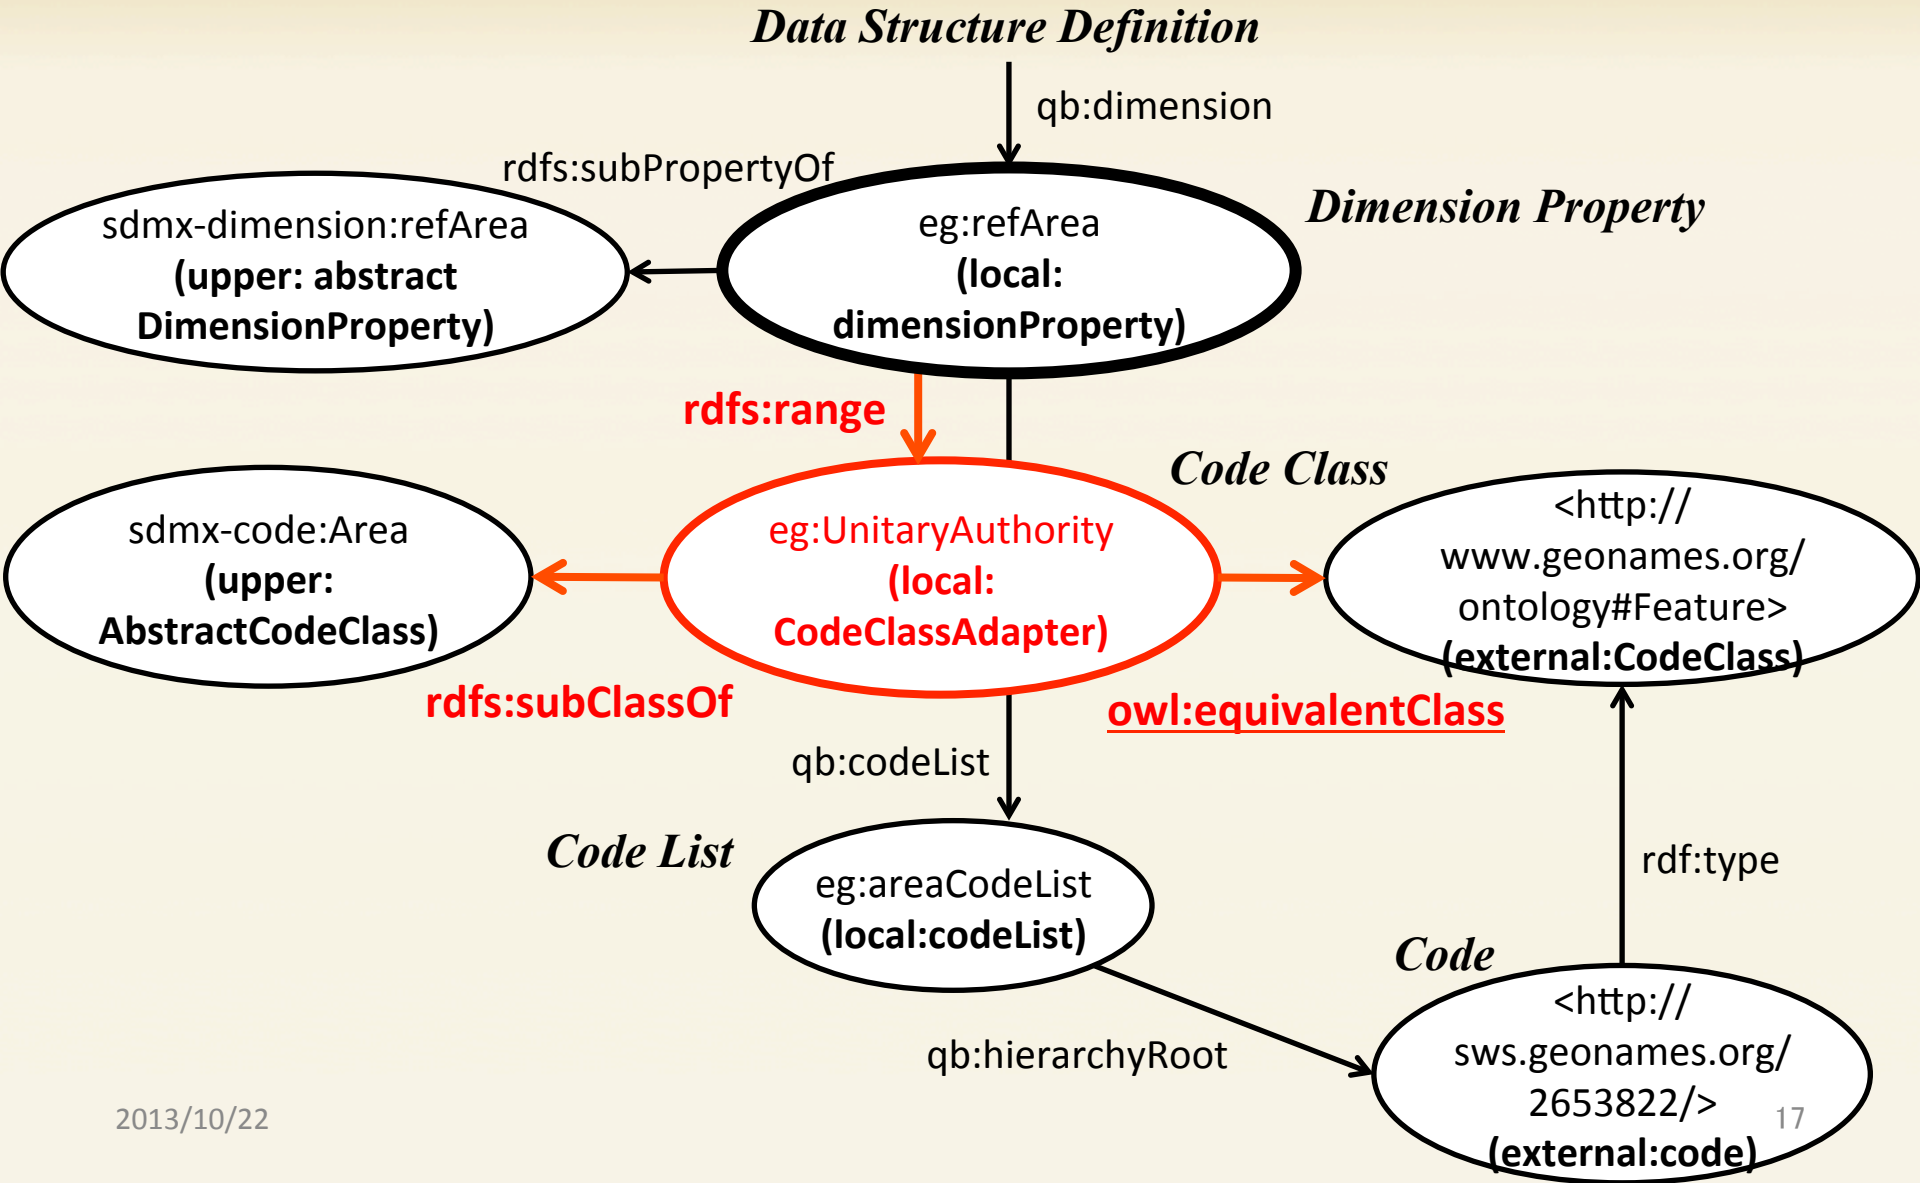 Data Structure Definition
qb:dimension
rdfs:subPropertyOf
sdmx-dimension:refArea
(upper: abstract
DimensionProperty)
eg:refArea
(local:
dimensionProperty)
Dimension Property
rdfs:range
Code Class
sdmx-code:Area
(upper:
AbstractCodeClass)
eg:UnitaryAuthority
(local:
CodeClassAdapter)
<http://
www.geonames.org/
ontology#Feature>
(external:CodeClass)
rdfs:subClassOf
owl:equivalentClass
qb:codeList
Code List
eg:areaCodeList
(local:codeList)
rdf:type
Code
qb:hierarchyRoot
<http://
sws.geonames.org/
2653822/>
(external:code)
2013/10/22
17